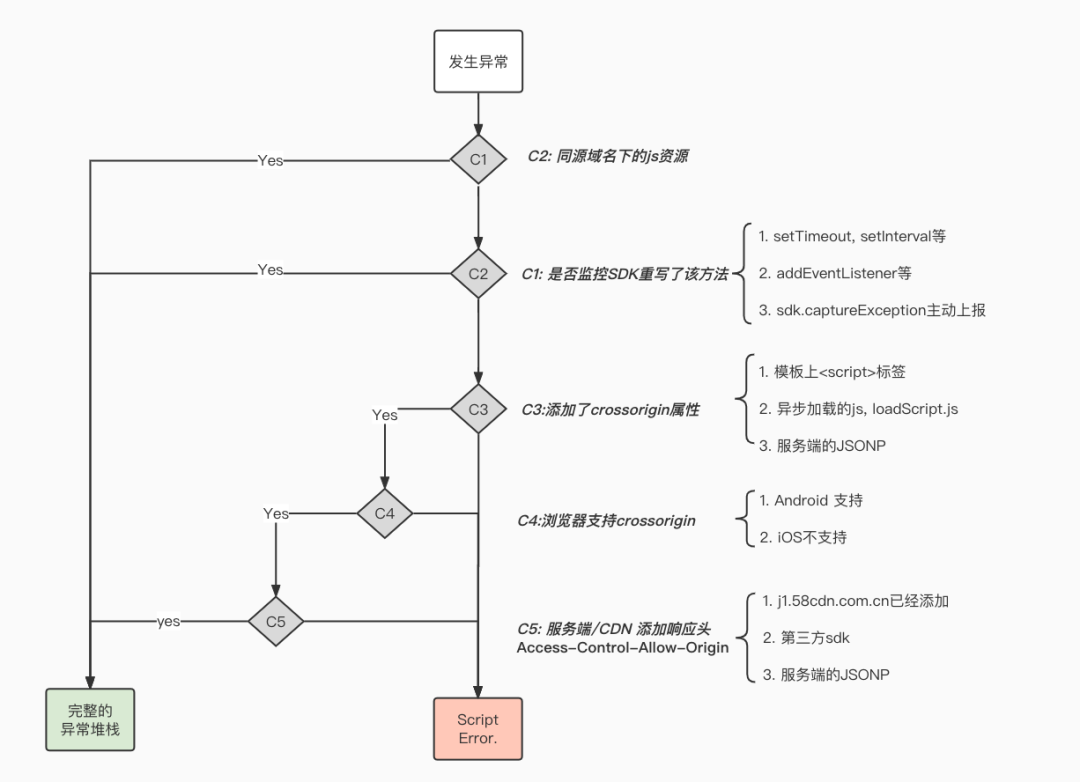 发生异常
Yes
C1
C2: 同源域名下的js资源
Yes
C2
C1: 是否监控SDK重写了该方法
1. setTimeout, setInterval等
2. addEventListener等
3. sdk.captureException主动上报
Yes
C3
C3:添加了crossorigin属性
1. 模板上<script>标签
2. 异步加载的js, loadScript.js
3. 服务端的JSONP
Yes
C4
C4:浏览器支持crossorigin
1. Android 支持
2. iOS不支持
yes
C5
C5: 服务端/CDN 添加响应头
Access-Control-Allow-Origin
1. j1.58cdn.com.cn已经添加
2. 第三方sdk
3. 服务端的JSONP
完整的
异常堆栈
Script
Error.